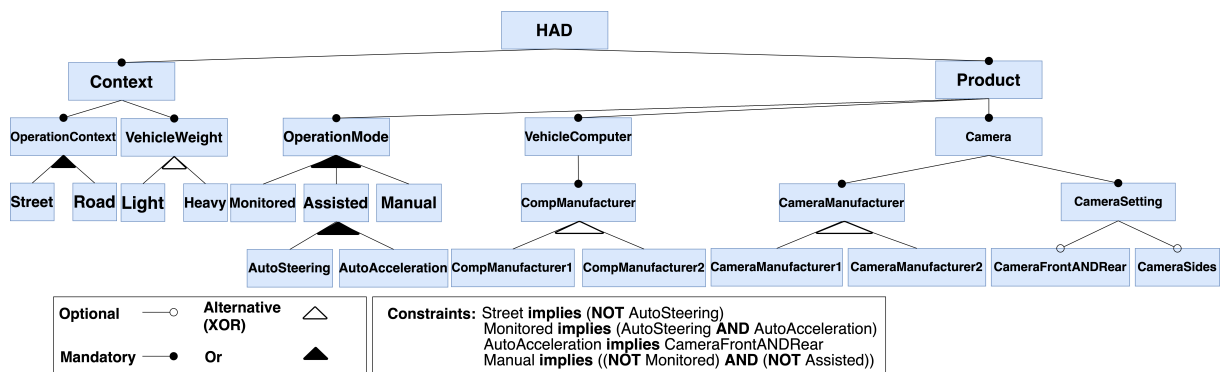 HAD
Context
Product
OperationContext
VehicleWeight
OperationMode
VehicleComputer
Camera
Street
Road
Light
Heavy
Monitored
Assisted
Manual
CompManufacturer
CameraManufacturer
CameraSetting
AutoSteering
AutoAcceleration
CompManufacturer1
CompManufacturer2
CameraManufacturer1
CameraManufacturer2
CameraFrontANDRear
CameraSides
Optional
Alternative
(XOR)
Mandatory
Or
Constraints: Street implies (NOT AutoSteering)
Monitored implies (AutoSteering AND AutoAcceleration)
AutoAcceleration implies CameraFrontANDRear
Manual implies ((NOT Monitored) AND (NOT Assisted))